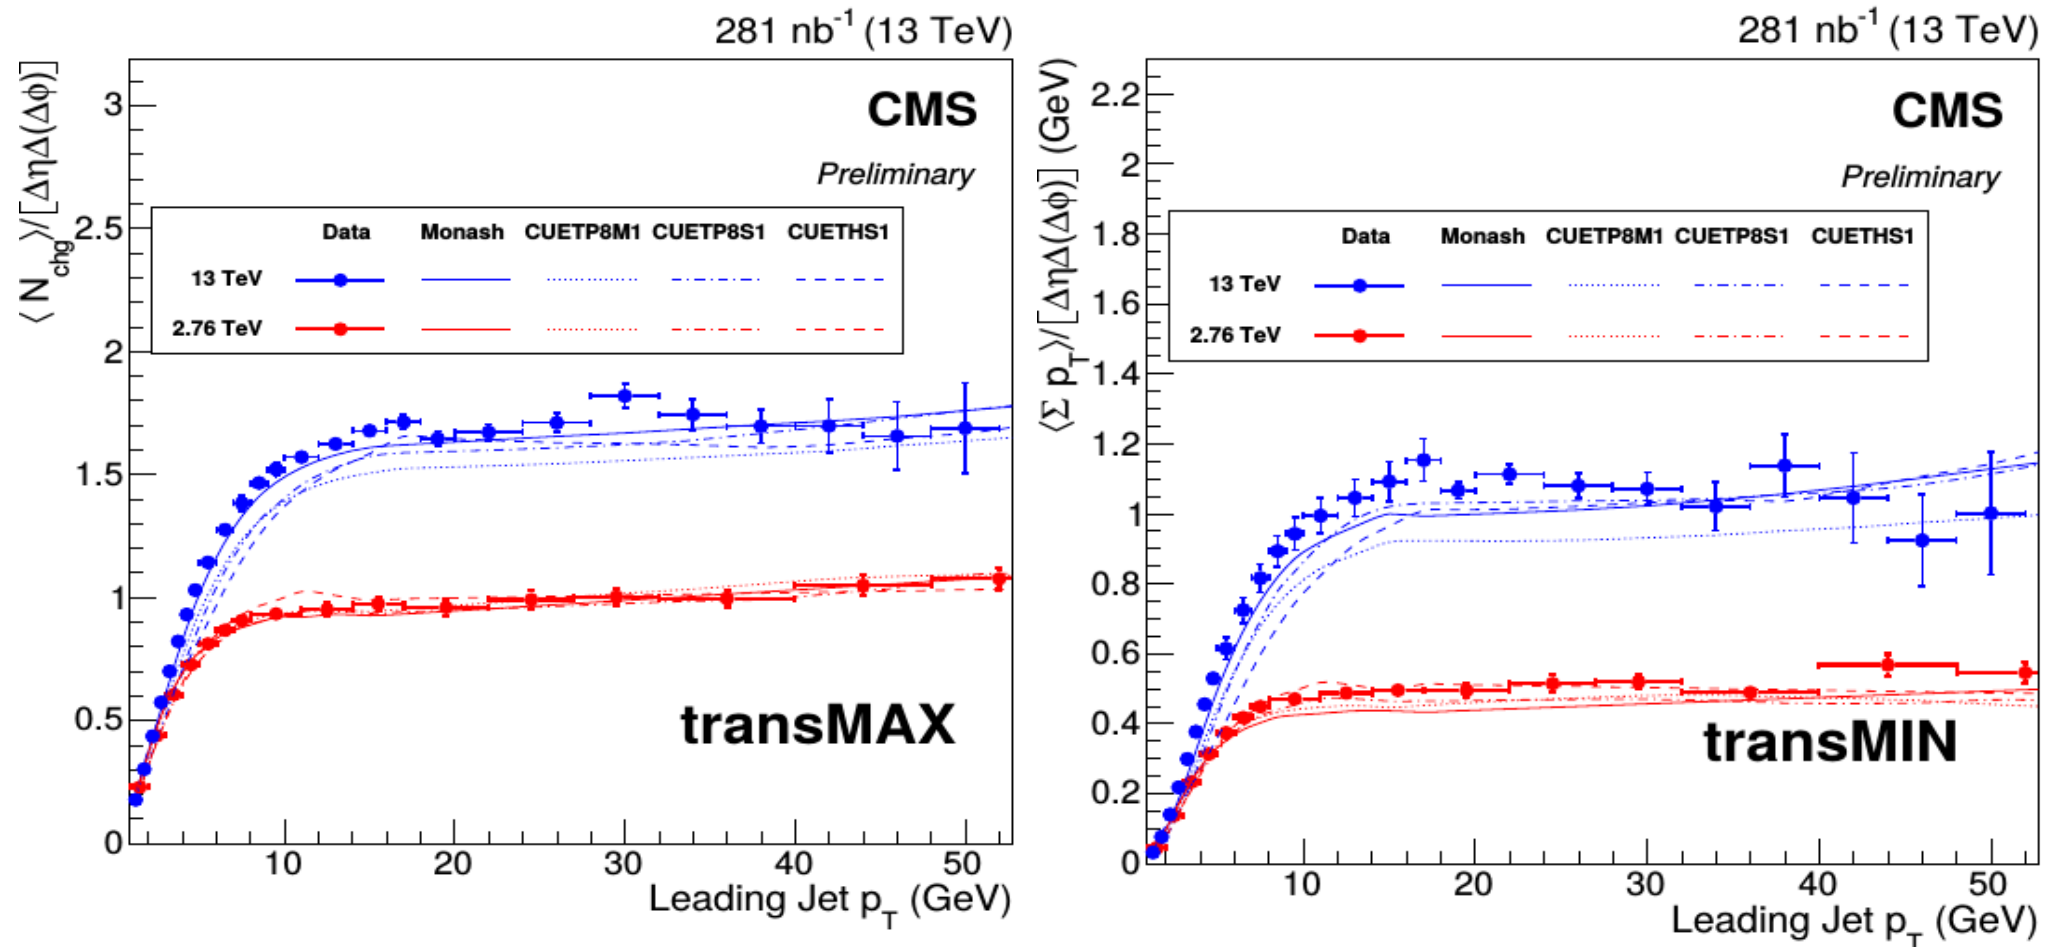 281 nb⁻¹ (13 TeV)
CMS
Preliminary
⟨ N_chg ⟩/[ΔηΔ(Δϕ)]
3
2.5
2
1.5
1
0.5
0
Data Monash CUETP8M1 CUETP8S1 CUETHS1
13 TeV
2.76 TeV
transMAX
10 20 30 40 50
Leading Jet p_T (GeV)
281 nb⁻¹ (13 TeV)
CMS
Preliminary
⟨Σ p_T⟩/[ΔηΔ(Δϕ)] (GeV)
2.2
2
1.8
1.6
1.4
1.2
1
0.8
0.6
0.4
0.2
0
Data Monash CUETP8M1 CUETP8S1 CUETHS1
13 TeV
2.76 TeV
transMIN
10 20 30 40 50
Leading Jet p_T (GeV)